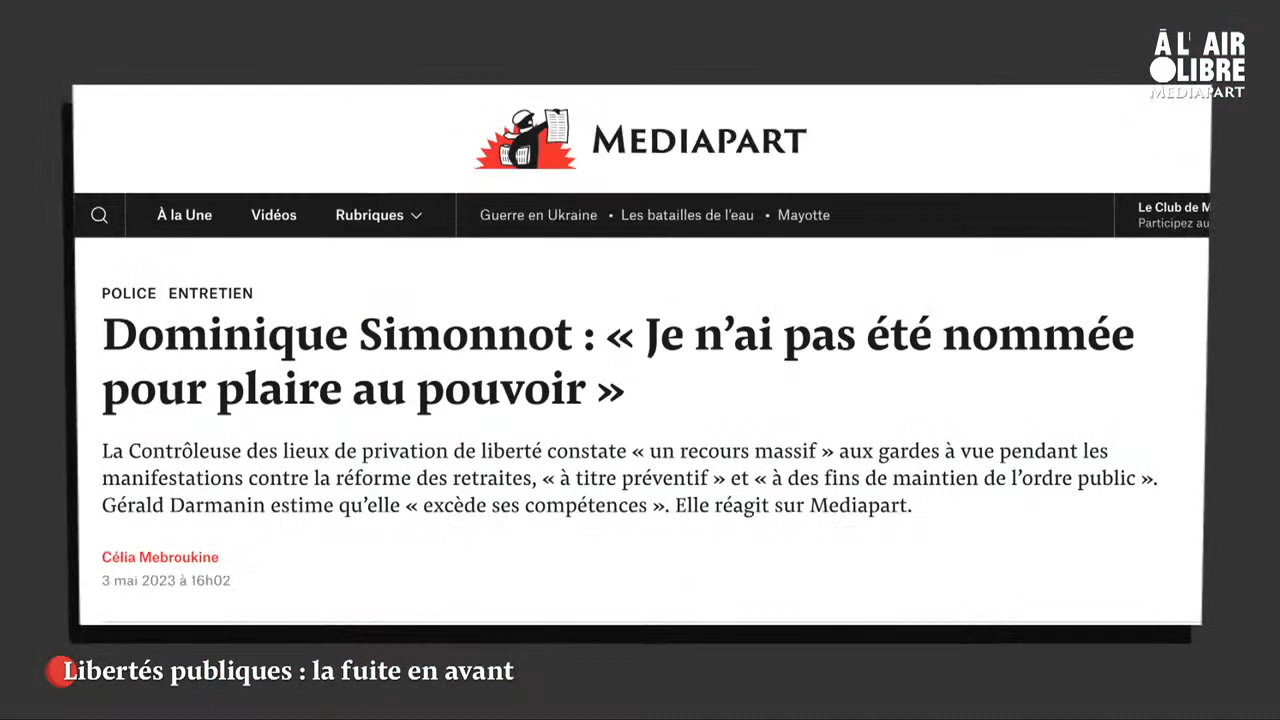 À L' AIR
LIBRE
MEDIAPART
MEDIAPART
À la Une
Vidéos
Rubriques
Guerre en Ukraine • Les batailles de l'eau • Mayotte
Le Club de M
Participez au
POLICE ENTRETIEN
Dominique Simonnot : « Je n’ai pas été nommée
pour plaire au pouvoir »
La Contrôleuse des lieux de privation de liberté constate « un recours massif » aux gardes à vue pendant les
manifestations contre la réforme des retraites, « à titre préventif » et « à des fins de maintien de l’ordre public ».
Gérald Darmanin estime qu’elle « excède ses compétences ». Elle réagit sur Mediapart.
Célia Mebroukine
3 mai 2023 à 16h02
Libertés publiques : la fuite en avant